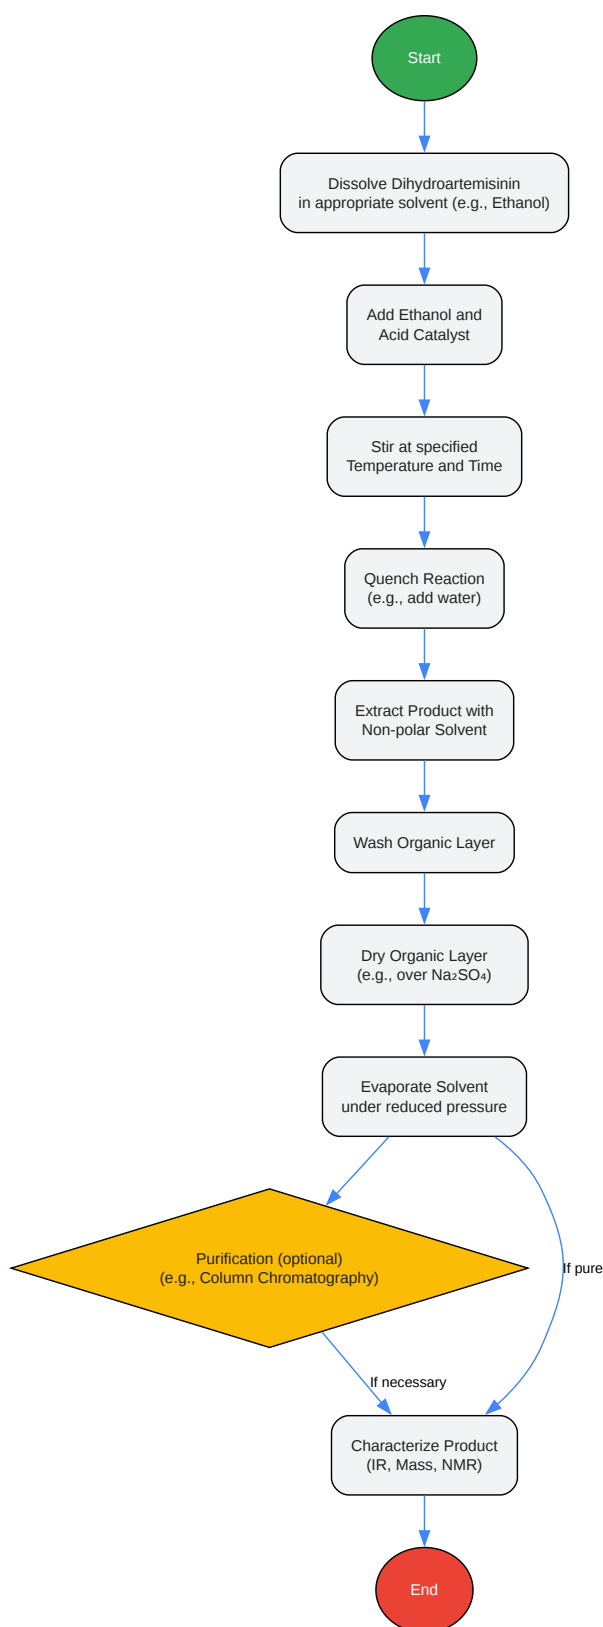 Start
Dissolve Dihydroartemisinin
in appropriate solvent (e.g., Ethanol)
Add Ethanol and
Acid Catalyst
Stir at specified
Temperature and Time
Quench Reaction
(e.g., add water)
Extract Product with
Non-polar Solvent
Wash Organic Layer
Dry Organic Layer
(e.g., over Na₂SO₄)
Evaporate Solvent
under reduced pressure
Purification (optional)
(e.g., Column Chromatography)
If pure
If necessary
Characterize Product
(IR, Mass, NMR)
End